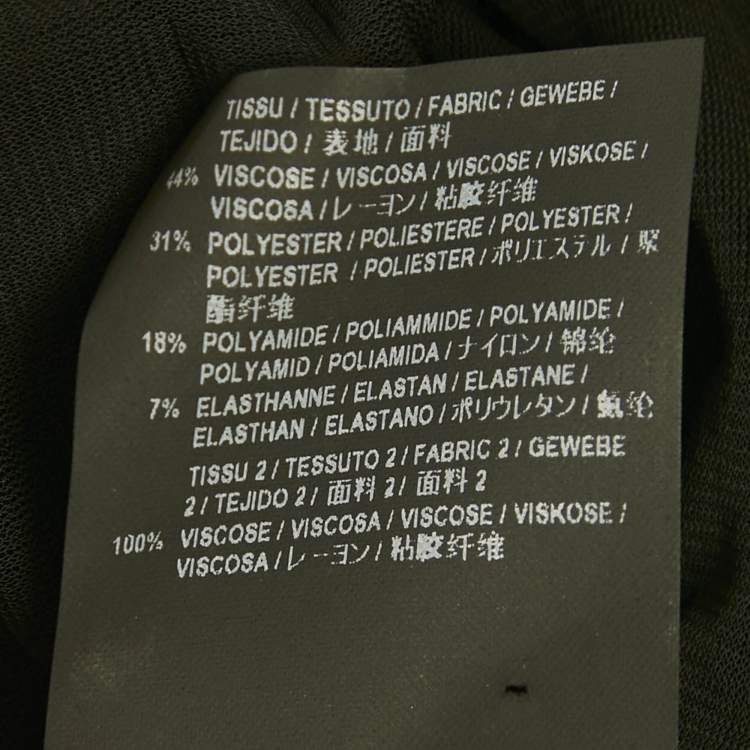 TISSU / TESSUTO / FABRIC / GEWEBE /
TEJIDO / 表地 / 面料
44% VISCOSE / VISCOSA / VISCOSE / VISKOSE /
VISCOSA / レーヨン / 粘胶纤维
31% POLYESTER / POLIESTERE / POLYESTER /
POLYESTER / POLIESTER / ポリエステル / 聚
酯纤维
18% POLYAMIDE / POLIAMMIDE / POLYAMIDE /
POLYAMID / POLIAMIDA / ナイロン / 锦纶
7% ELASTHANNE / ELASTAN / ELASTANE /
ELASTHAN / ELASTANO / ポリウレタン / 氨纶
TISSU 2 / TESSUTO 2 / FABRIC 2 / GEWEBE
2 / TEJIDO 2 / 面料 2 / 面料 2
100% VISCOSE / VISCOSA / VISCOSE / VISKOSE /
VISCOSA / レーヨン / 粘胶纤维